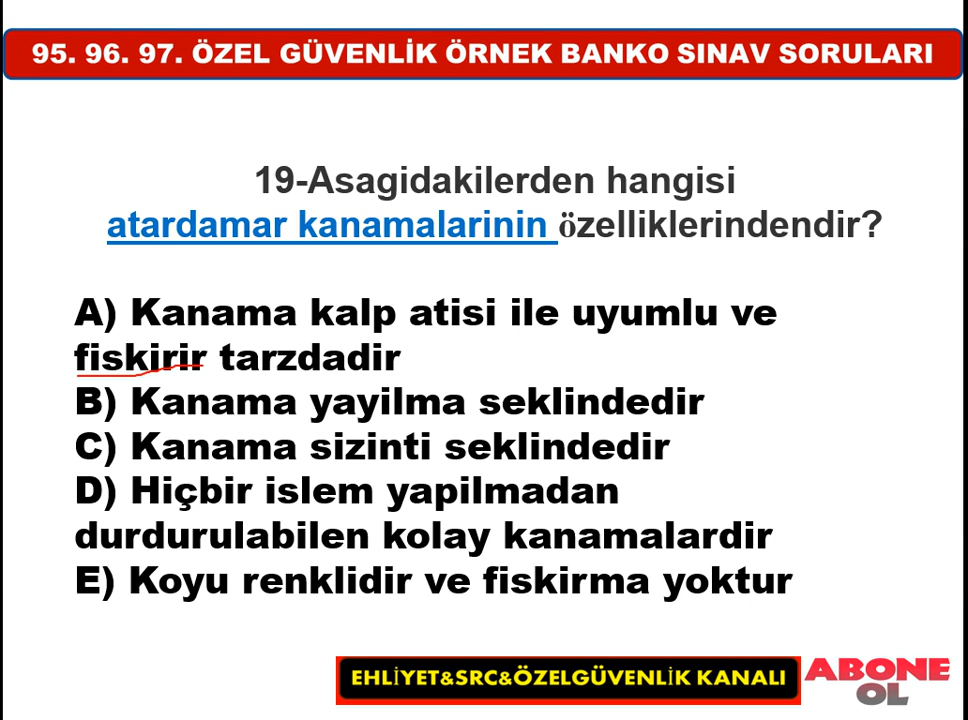 95. 96. 97. ÖZEL GÜVENLİK ÖRNEK BANKO SINAV SORULARI
19-Asagidakilerden hangisi
atardamar kanamalarinin özelliklerindendir?
A) Kanama kalp atisi ile uyumlu ve
fiskirir tarzdadir
B) Kanama yayilma seklindedir
C) Kanama sizinti seklindedir
D) Hiçbir islem yapilmadan
durdurulabilen kolay kanamalardir
E) Koyu renklidir ve fiskirma yoktur
EHLİYET&SRC&ÖZELGÜVENLİK KANALI
ABONE
OL